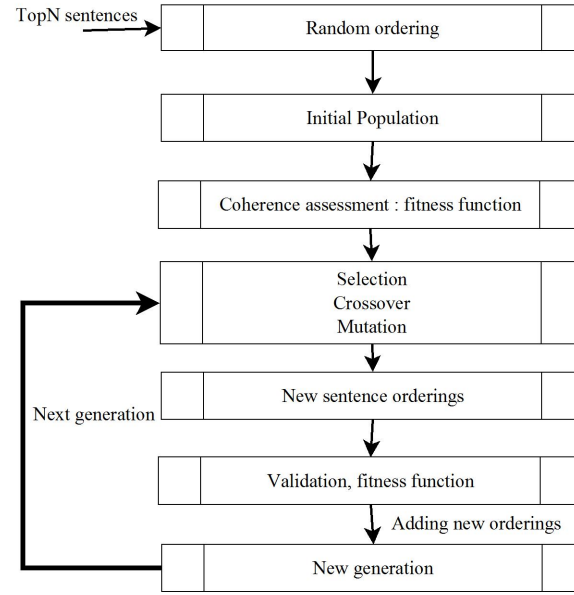 TopN sentences
Random ordering
Initial Population
Coherence assessment : fitness function
Selection
Crossover
Mutation
New sentence orderings
Next generation
Validation, fitness function
Adding new orderings
New generation